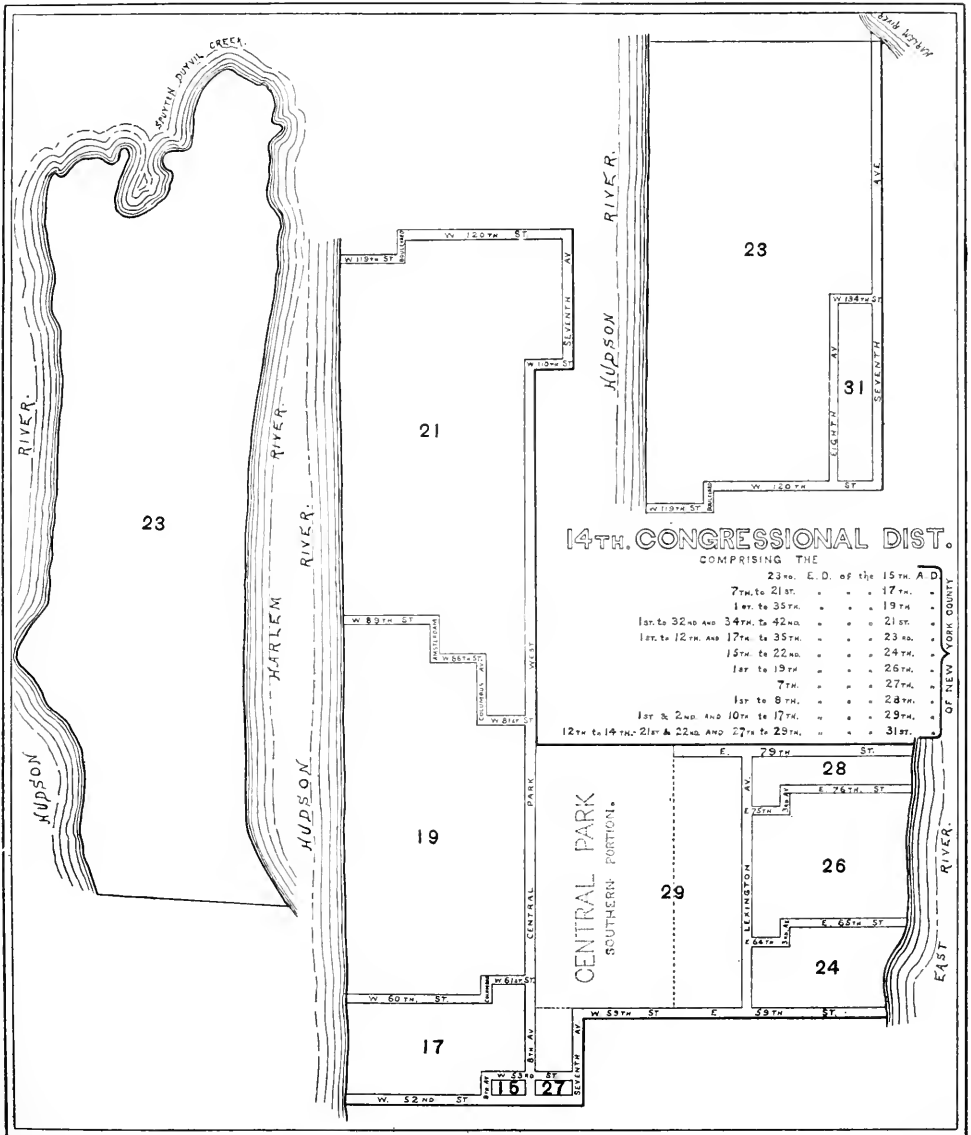 SPUYTIN DUYVIL CREEK.
HARLEM RIVER.
HUDSON RIVER.
23
HARLEM RIVER.
HUDSON RIVER.
W 120TH ST.
W 119TH ST
BOULEVARD
SEVENTH AV
W 110TH ST
21
W 89TH ST
AMSTERDAM
W 86TH ST.
COLUMBUS AV.
W 81ST ST.
19
CENTRAL PARK WEST
W 61ST ST.
COLUMBUS
W 60TH. ST.
17
8TH AV
W 53RD ST.
15
27
SEVENTH AV
W. 52ND ST
HUDSON RIVER.
23
AVE
W 134TH ST
EIGHTH AV
31
SEVENTH
W 120TH ST
W 119TH ST
BOULEVARD
14TH. CONGRESSIONAL DIST.
COMPRISING THE
23RD. E.D. of the 15TH. A.D.
7TH. to 21ST. " " " 17TH. "
1ST. to 35TH. " " " 19TH "
1ST. to 32ND AND 34TH. to 42ND. " " " 21ST. "
1ST. to 12TH. AND 17TH. to 35TH. " " " 23RD. "
15TH. to 22ND. " " " 24TH. "
1ST to 19TH " " " 26TH. "
7TH. " " " 27TH. "
1ST to 8TH. " " " 28TH. "
1ST & 2ND. AND 10TH to 17TH. " " " 29TH. "
12TH to 14TH.- 21ST & 22ND AND 27TH to 29TH. " " " 31ST. "
OF NEW YORK COUNTY
E. 79TH ST.
28
E. 76TH. ST
3RD AV
E 75TH
26
LEXINGTON AV.
E. 65TH ST
3RD AV
E 64TH
24
CENTRAL PARK
SOUTHERN PORTION.
29
W 59TH ST E 59TH ST.
EAST RIVER.